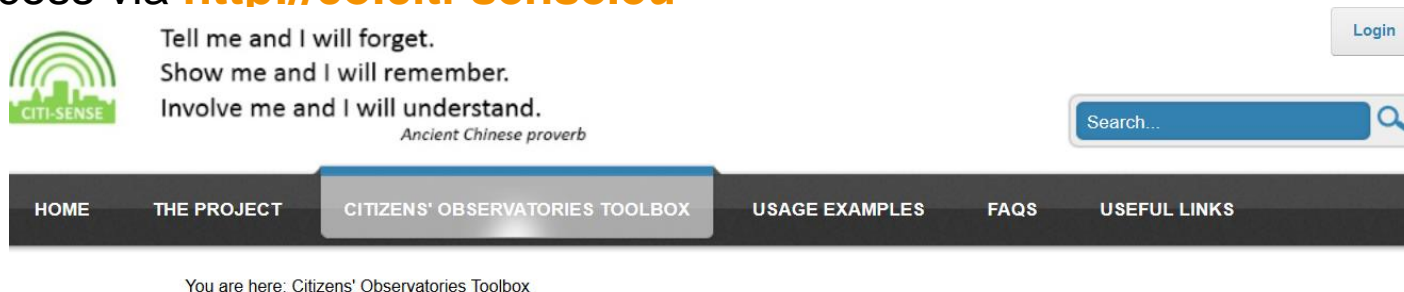 Tell me and I will forget.
Show me and I will remember.
Involve me and I will understand.
Ancient Chinese proverb
CITI-SENSE
Login
Search...
HOME THE PROJECT CITIZENS' OBSERVATORIES TOOLBOX USAGE EXAMPLES FAQS USEFUL LINKS
You are here: Citizens' Observatories Toolbox